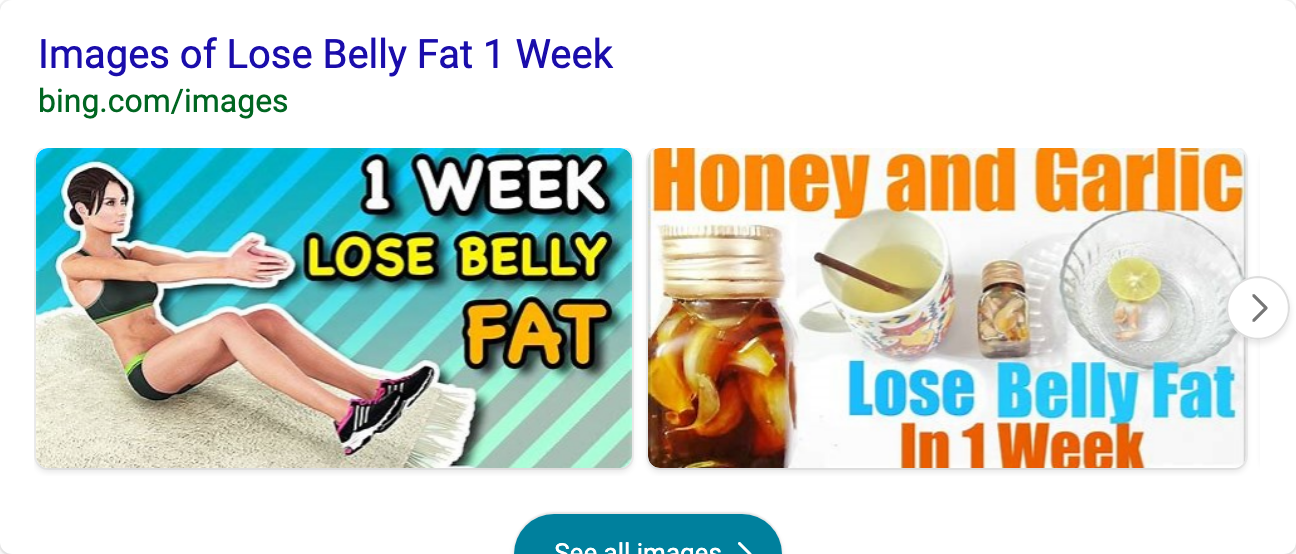 Images of Lose Belly Fat 1 Week
bing.com/images
1 WEEK
LOSE BELLY
FAT
Honey and Garlic
Lose Belly Fat
In 1 Week
See all images